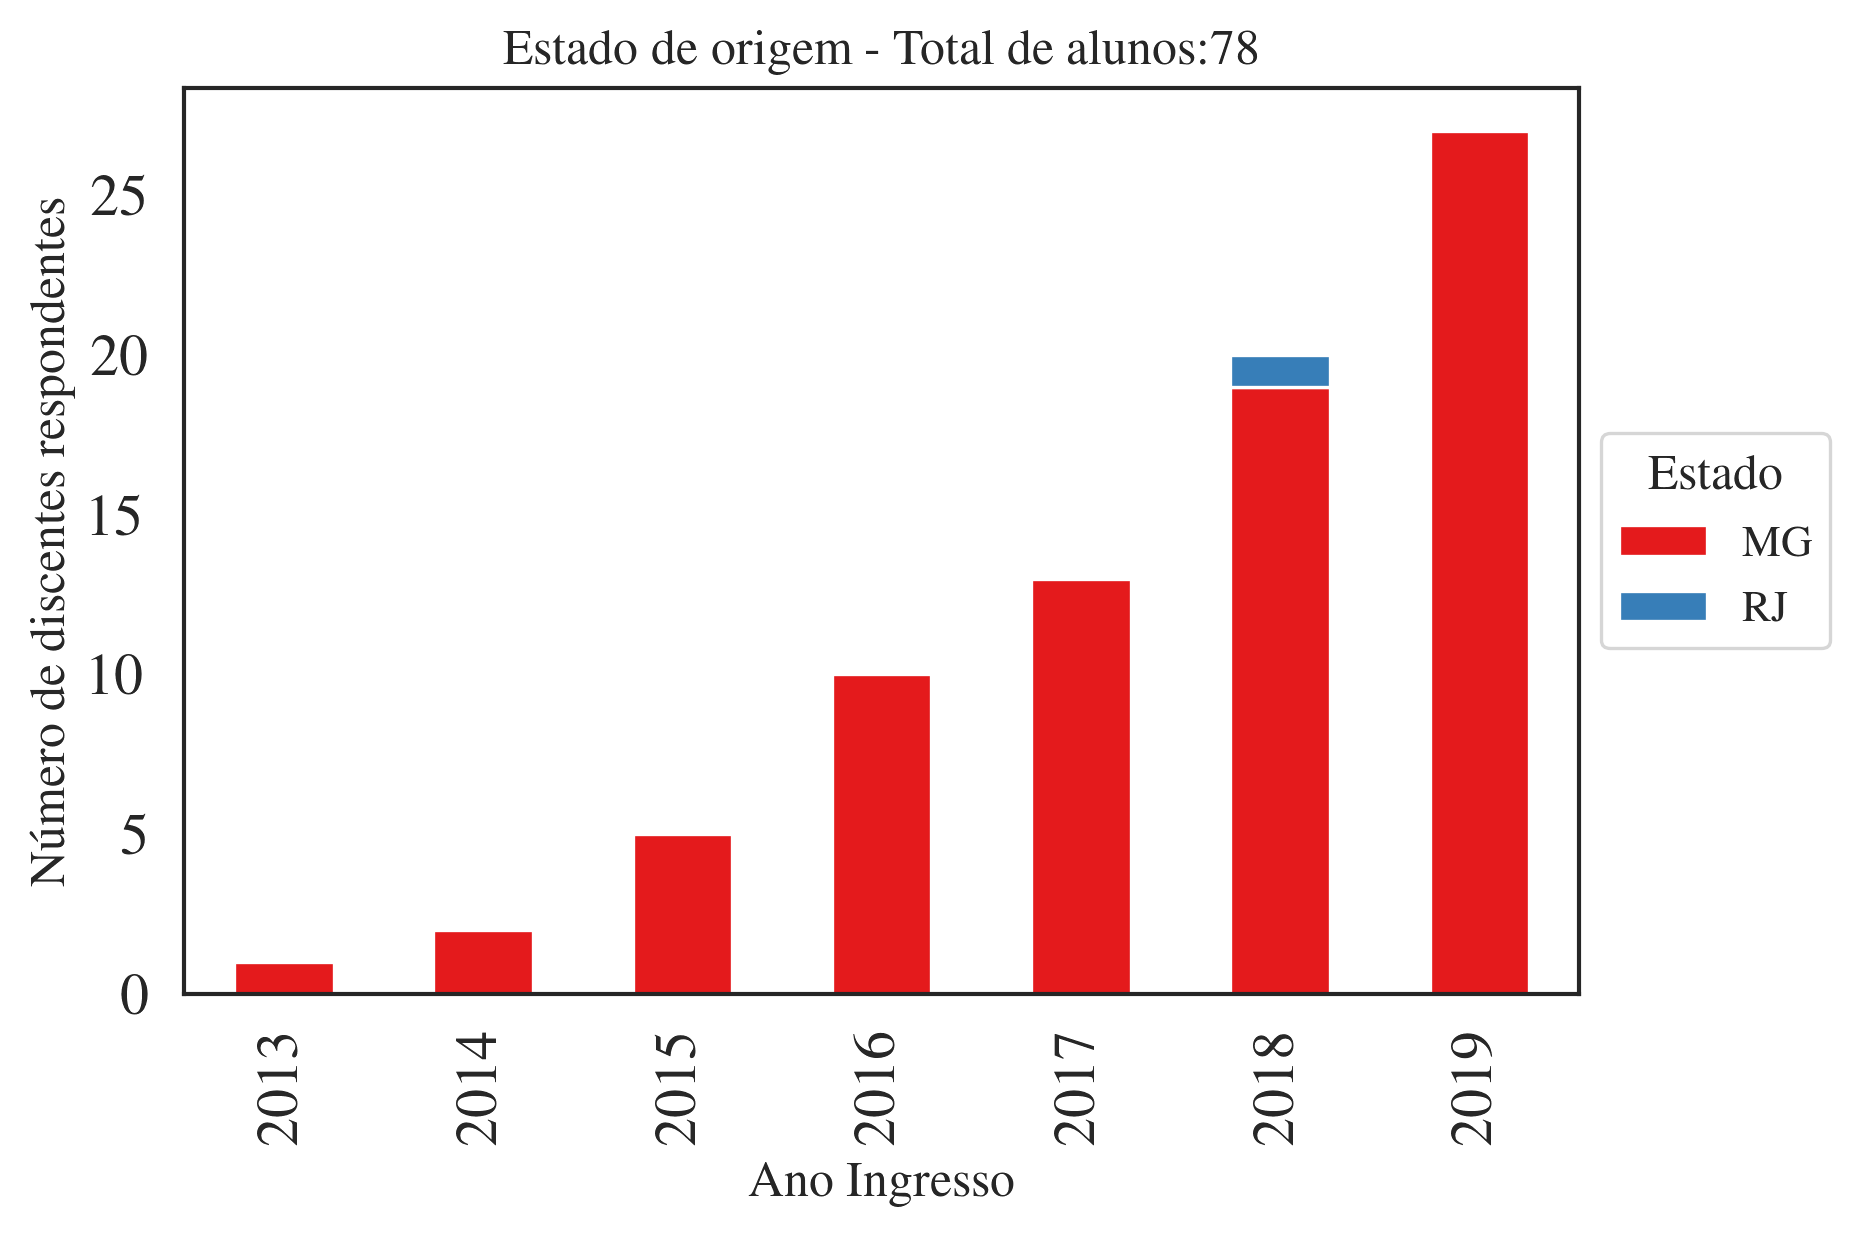 Estado de origem - Total de alunos:78
Número de discentes respondentes
25
20
15
10
5
0
2013
2014
2015
2016
2017
2018
2019
Ano Ingresso
Estado
MG
RJ